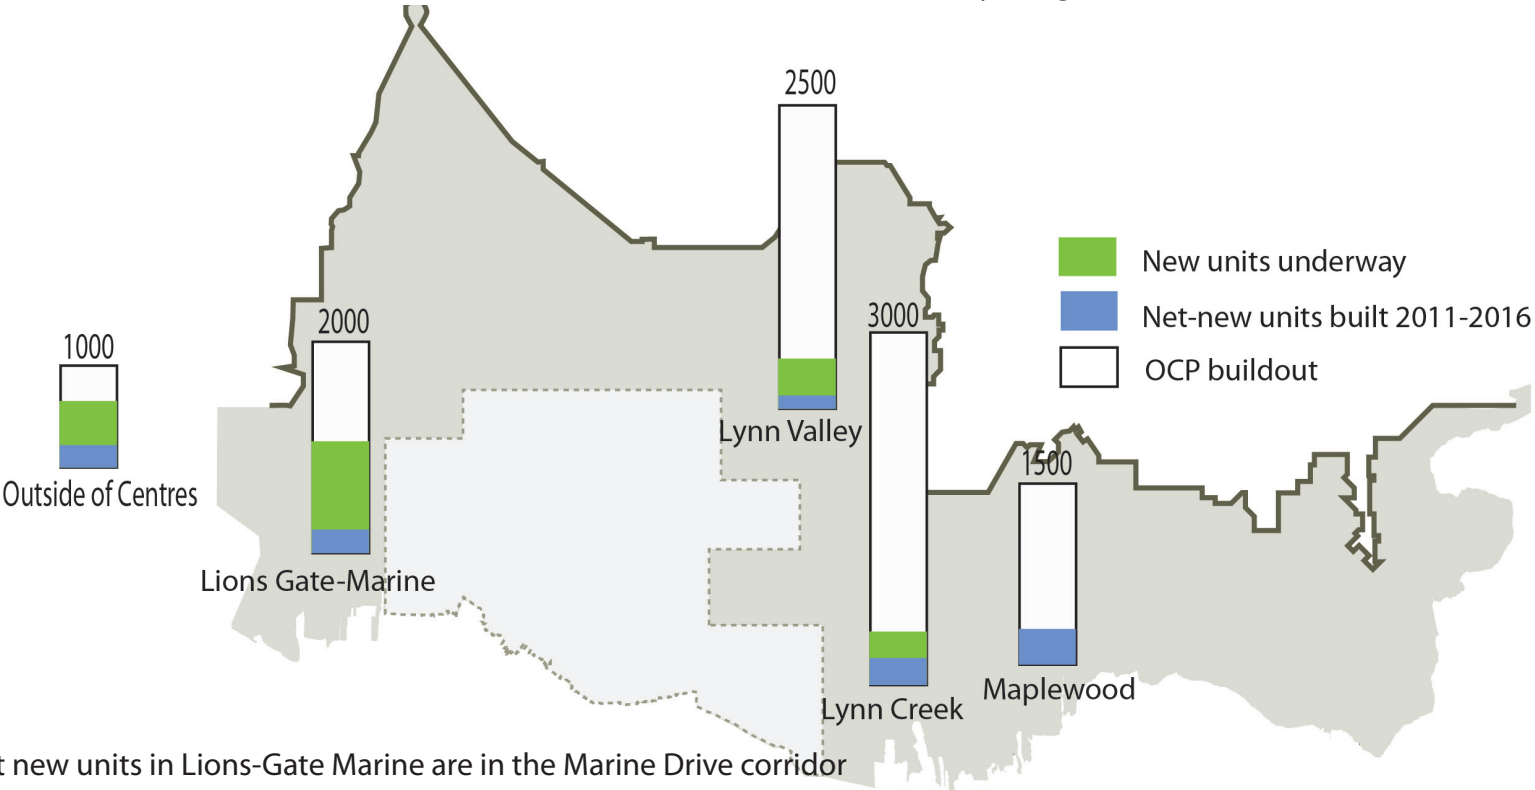 2500
New units underway
3000
Net-new units built 2011-2016
2000
1000
OCP buildout
Lynn Valley
1500
Outside of Centres
Lions Gate-Marine
Maplewood
Lynn Creek
new units in Lions-Gate Marine are in the Marine Drive corridor